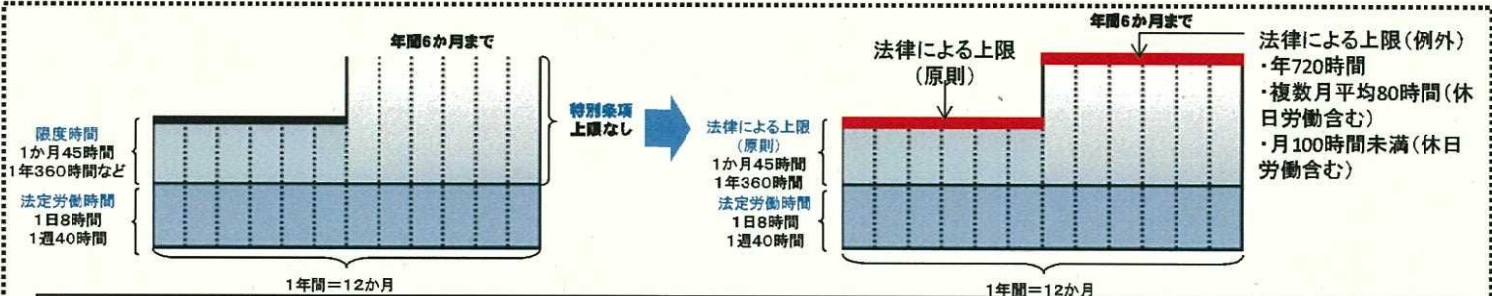 年間6か月まで
限度時間
1か月45時間
1年360時間など
法定労働時間
1日8時間
1週40時間
特別条項
上限なし
1年間=12か月
年間6か月まで
法律による上限
(原則)
法律による上限(例外)
・年720時間
・複数月平均80時間(休
日労働含む)
・月100時間未満(休日
労働含む)
法律による上限
(原則)
1か月45時間
1年360時間
法定労働時間
1日8時間
1週40時間
1年間=12か月